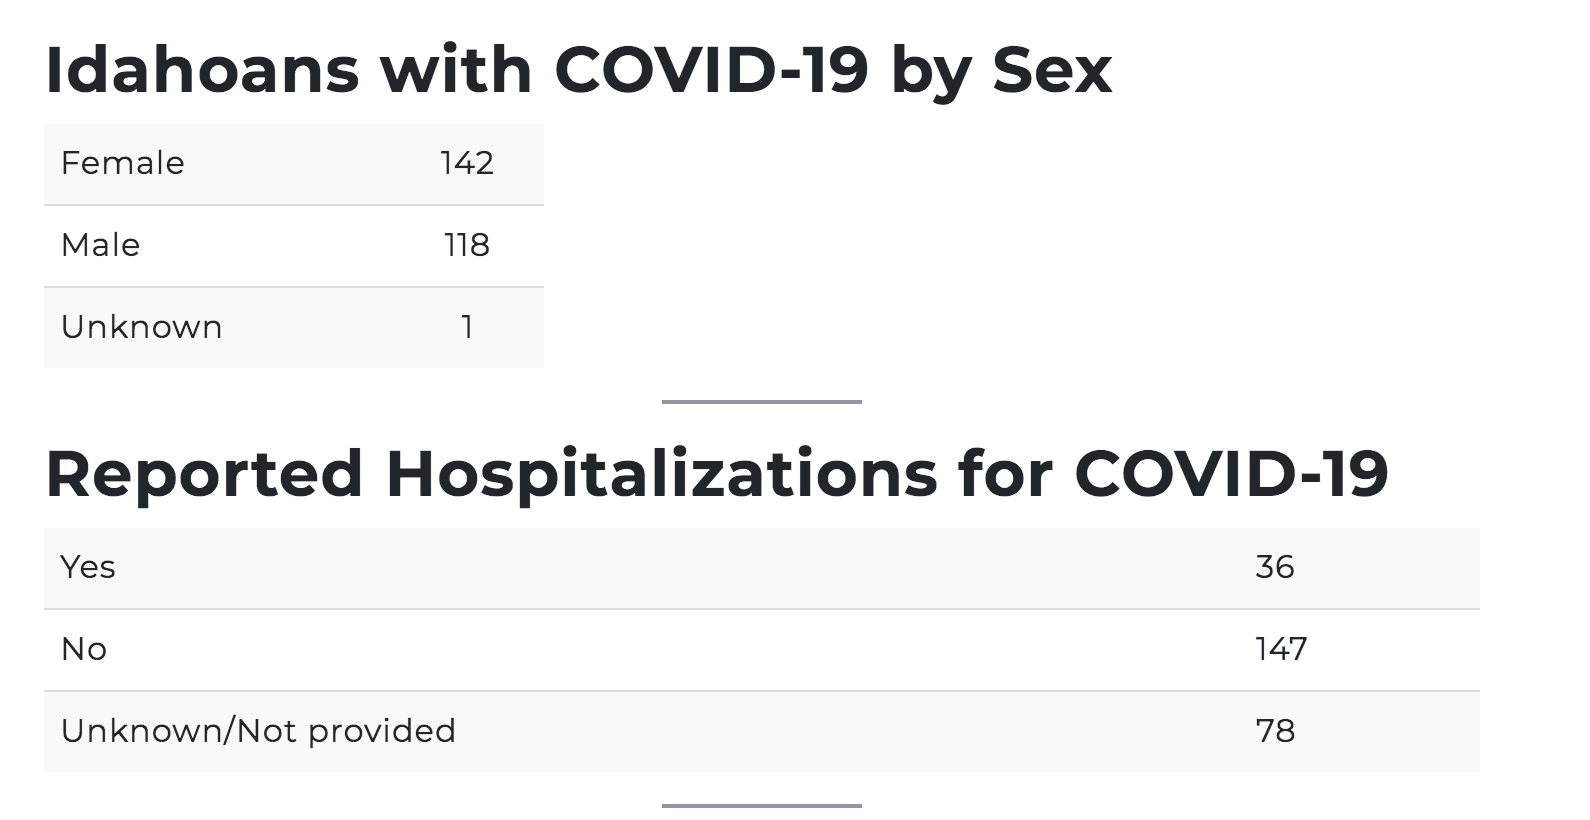 Idahoans with COVID-19 by Sex
Female 142
Male 118
Unknown 1
Reported Hospitalizations for COVID-19
Yes 36
No 147
Unknown/Not provided 78